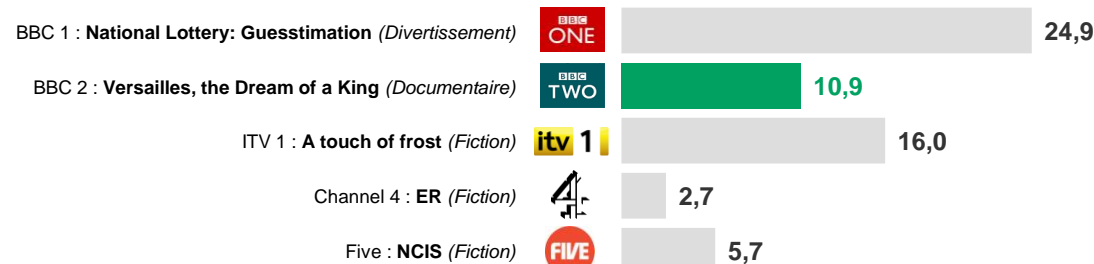 BBC 1 : National Lottery: Guesstimation (Divertissement) BBC ONE 24,9
BBC 2 : Versailles, the Dream of a King (Documentaire) BBC TWO 10,9
ITV 1 : A touch of frost (Fiction) itv 1 16,0
Channel 4 : ER (Fiction) 4 2,7
Five : NCIS (Fiction) FIVE 5,7